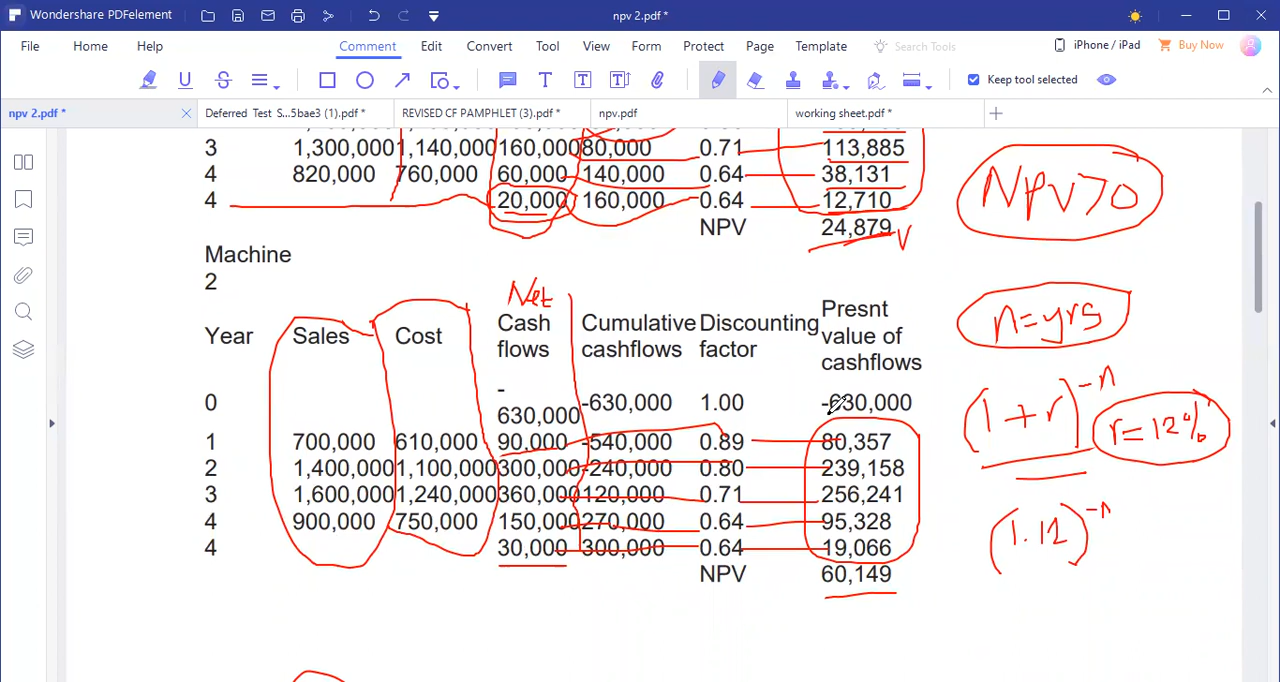 Wondershare PDFelement
npv 2.pdf *
File Home Help Comment Edit Convert Tool View Form Protect Page Template Search Tools iPhone / iPad Buy Now
Keep tool selected
npv 2.pdf * Deferred Test S...5bae3 (1).pdf * REVISED CF PAMPHLET (3).pdf * npv.pdf working sheet.pdf *
3 1,300,000 1,140,000 160,000 80,000 0.71 113,885
4 820,000 760,000 60,000 140,000 0.64 38,131
4 20,000 160,000 0.64 12,710
NPV 24,879
NPV>0
Machine
2
Net
Year Sales Cost Cash flows Cumulative cashflows Discounting factor Presnt value of cashflows
n=yrs
0 -630,000 -630,000 1.00 -630,000
(1+r)-n r=12%
1 700,000 610,000 90,000 -540,000 0.89 80,357
2 1,400,000 1,100,000 300,000 -240,000 0.80 239,158
3 1,600,000 1,240,000 360,000 120,000 0.71 256,241
4 900,000 750,000 150,000 270,000 0.64 95,328
(1.12)-n
4 30,000 300,000 0.64 19,066
NPV 60,149